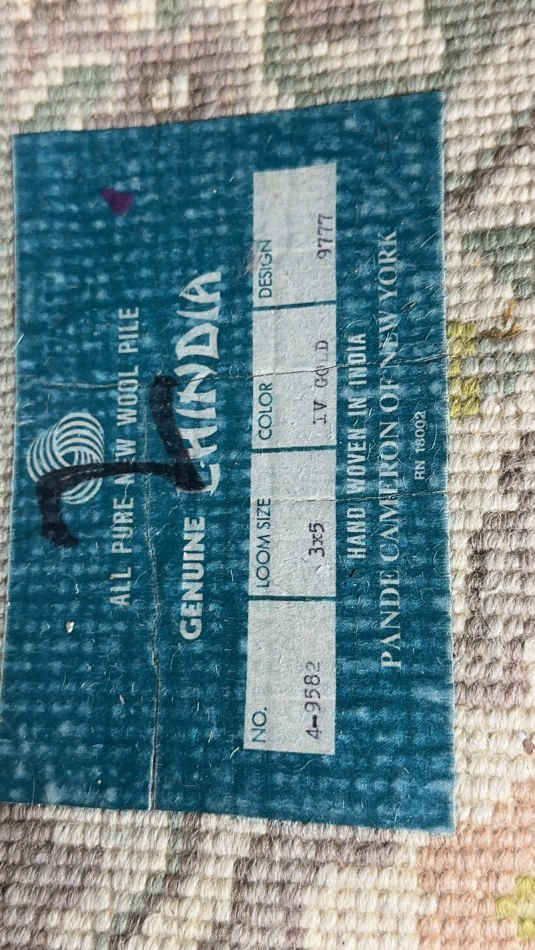 ALL PURE NEW WOOL PILE
GENUINE CHINDIA
NO. LOOM SIZE COLOR DESIGN
4-9582 3x5 IV GOLD 9777
HAND WOVEN IN INDIA
PANDE CAMERON OF NEW YORK
RN 18002